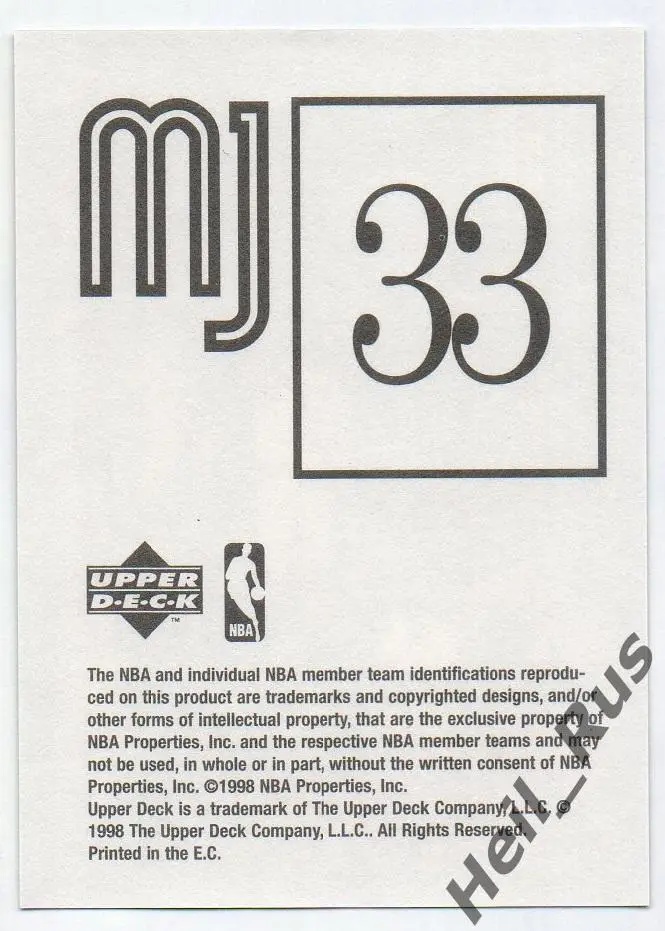 mj
33
UPPER
D·E·C·K
™
NBA
The NBA and individual NBA member team identifications reprodu-
ced on this product are trademarks and copyrighted designs, and/or
other forms of intellectual property, that are the exclusive property of
NBA Properties, Inc. and the respective NBA member teams and may
not be used, in whole or in part, without the written consent of NBA
Properties, Inc. ©1998 NBA Properties, Inc.
Upper Deck is a trademark of The Upper Deck Company, L.L.C. ©
1998 The Upper Deck Company, L.L.C.. All Rights Reserved.
Printed in the E.C.
Heil_Rus